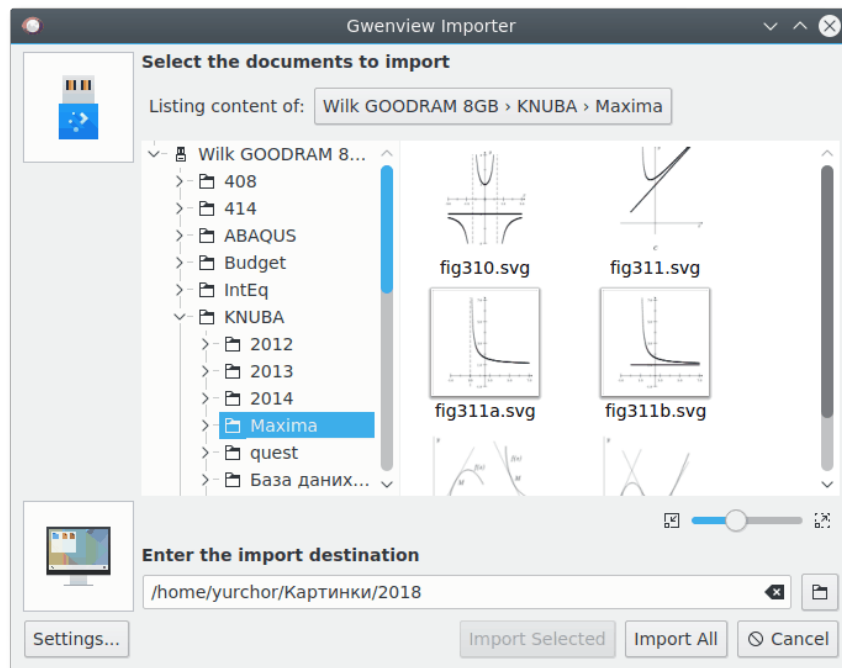 Gwenview Importer
Select the documents to import
Listing content of: Wilk GOODRAM 8GB › KNUBA › Maxima
Wilk GOODRAM 8...
408
414
ABAQUS
Budget
IntEq
KNUBA
2012
2013
2014
Maxima
quest
База даних...
fig310.svg
fig311.svg
fig311a.svg
fig311b.svg
Enter the import destination
/home/yurchor/Картинки/2018
Settings...
Import Selected
Import All
Cancel